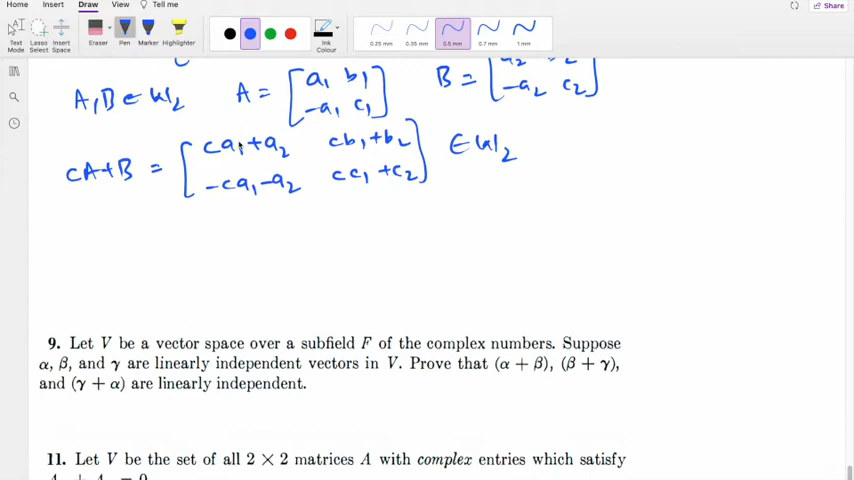 Home Insert Draw View Tell me Share
Text Mode Lasso Select Insert Space Eraser Pen Marker Highlighter Ink Colour 0.25 mm 0.35 mm 0.5 mm 0.7 mm 1 mm
A, B ∈ W₂ A = [a₁ b₁ B = [a₂
-a₁ c₁] -a₂ c₂]
cA+B = [ca₁+a₂ cb₁+b₂ ∈ W₂
-ca₁-a₂ cc₁+c₂]
9. Let V be a vector space over a subfield F of the complex numbers. Suppose
α, β, and γ are linearly independent vectors in V. Prove that (α + β), (β + γ),
and (γ + α) are linearly independent.
11. Let V be the set of all 2 × 2 matrices A with complex entries which satisfy